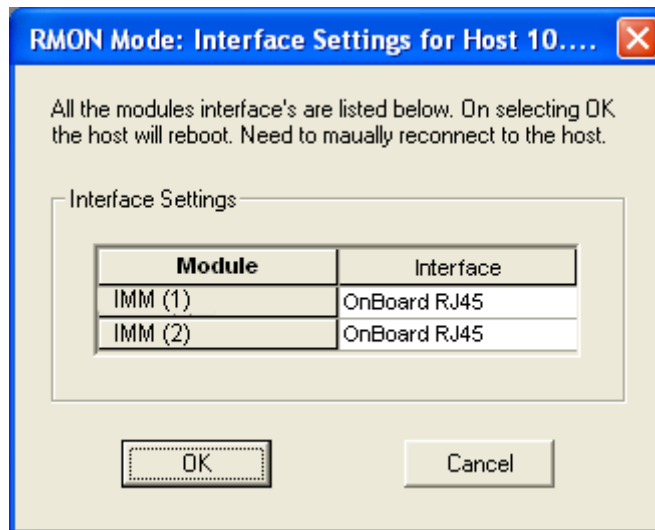 RMON Mode: Interface Settings for Host 10....
All the modules interface's are listed below. On selecting OK
the host will reboot. Need to maually reconnect to the host.
Interface Settings
Module Interface
IMM (1) OnBoard RJ45
IMM (2) OnBoard RJ45
OK Cancel